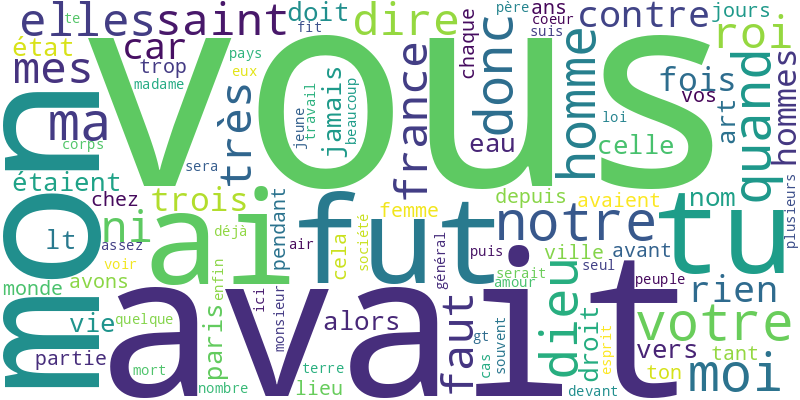 elles
saint
te
doit
fit
dire
père
ans
coeur
suis
contre
jours
roi
état
car
vous
chaque
mes
trop
pays
eux
madame
donc
homme
fois
vos
quand
hommes
ma
corps
très
jeune
travail
jamais
beaucoup
france
eau
loi
celle
art
étaient
chez
sera
mon
trois
ai
fut
femme
depuis
notre
avaient
nom
tu
plusieurs
ni
lt
assez
voir
déjà
pendant
air
cela
société
général
puis
ville
avant
serait
amour
seul
peuple
monde
avons
enfin
ici
monsieur
avait
rien
vie
quelque
paris
alors
faut
gt
cas
souvent
dieu
droit
esprit
votre
vers
tant
partie
mort
nombre
terre
lieu
devant
ton
moi